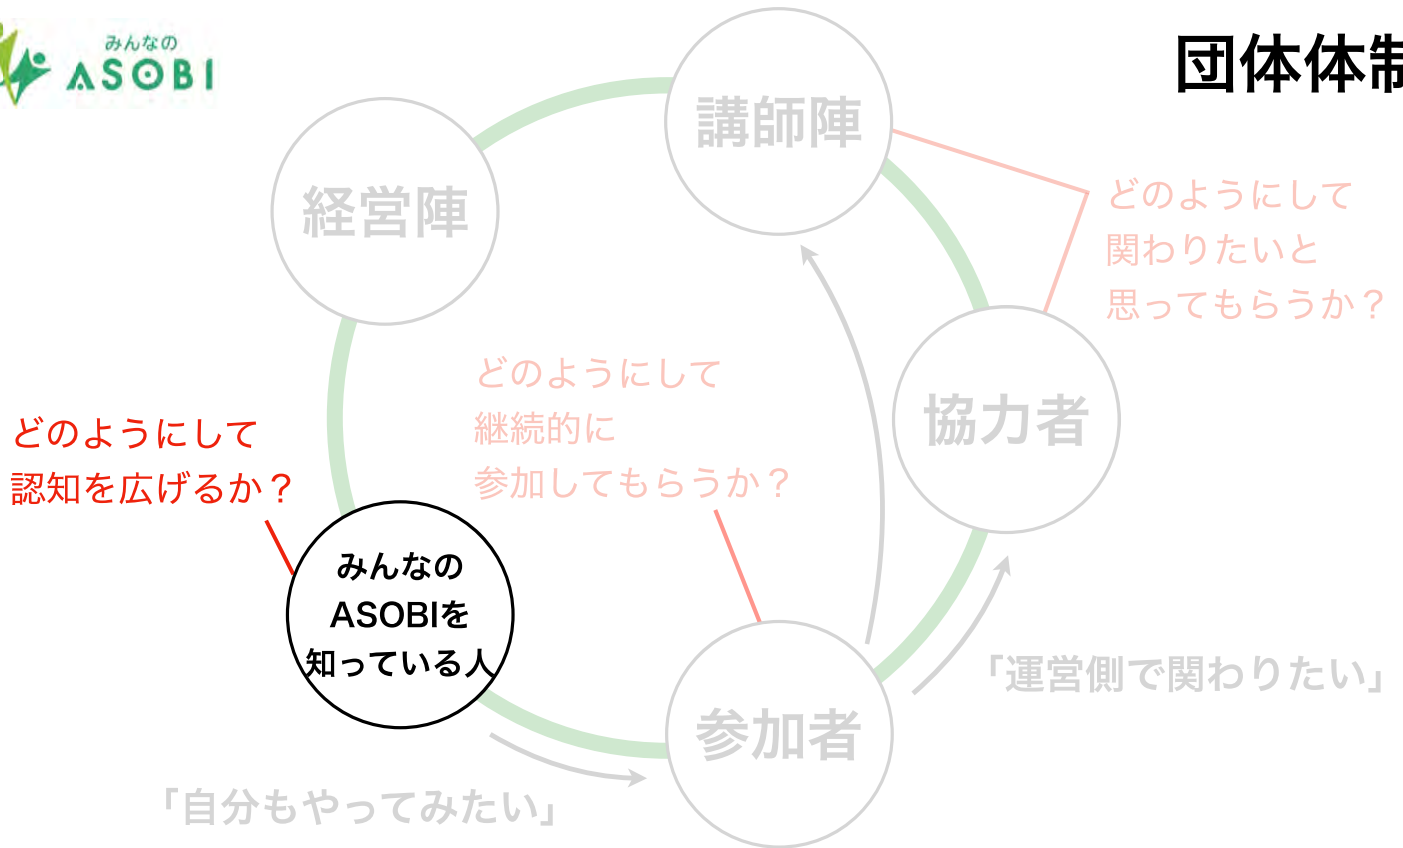 みんなの
ASOBI
団体体制
講師陣
経営陣
どのようにして
関わりたいと
思ってもらうか？
どのようにして
継続的に
参加してもらうか？
協力者
どのようにして
認知を広げるか？
みんなの
ASOBIを
知っている人
「運営側で関わりたい」
参加者
「自分もやってみたい」